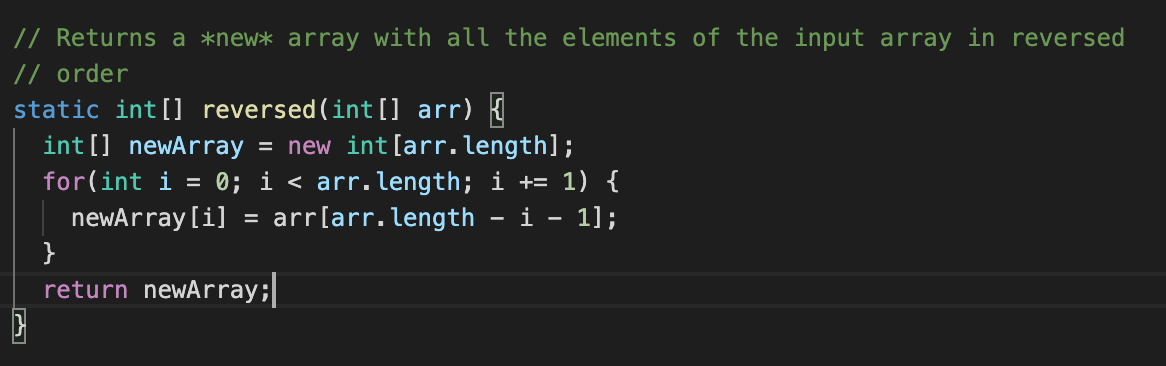 // Returns a *new* array with all the elements of the input array in reversed
// order
static int[] reversed(int[] arr) {
  int[] newArray = new int[arr.length];
  for(int i = 0; i < arr.length; i += 1) {
    newArray[i] = arr[arr.length - i - 1];
  }
  return newArray;
}